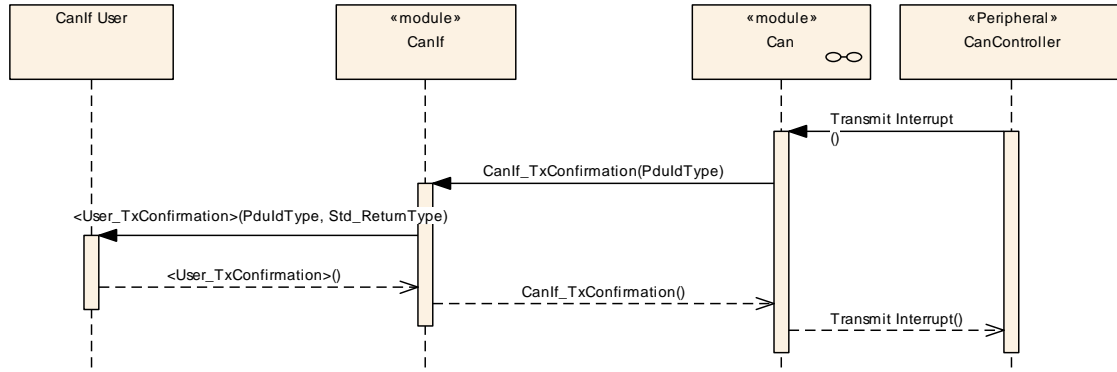 CanIf User
«module»
CanIf
«module»
Can
«Peripheral»
CanController
Transmit Interrupt
()
CanIf_TxConfirmation(PduIdType)
<User_TxConfirmation>(PduIdType, Std_ReturnType)
<User_TxConfirmation>()
CanIf_TxConfirmation()
Transmit Interrupt()